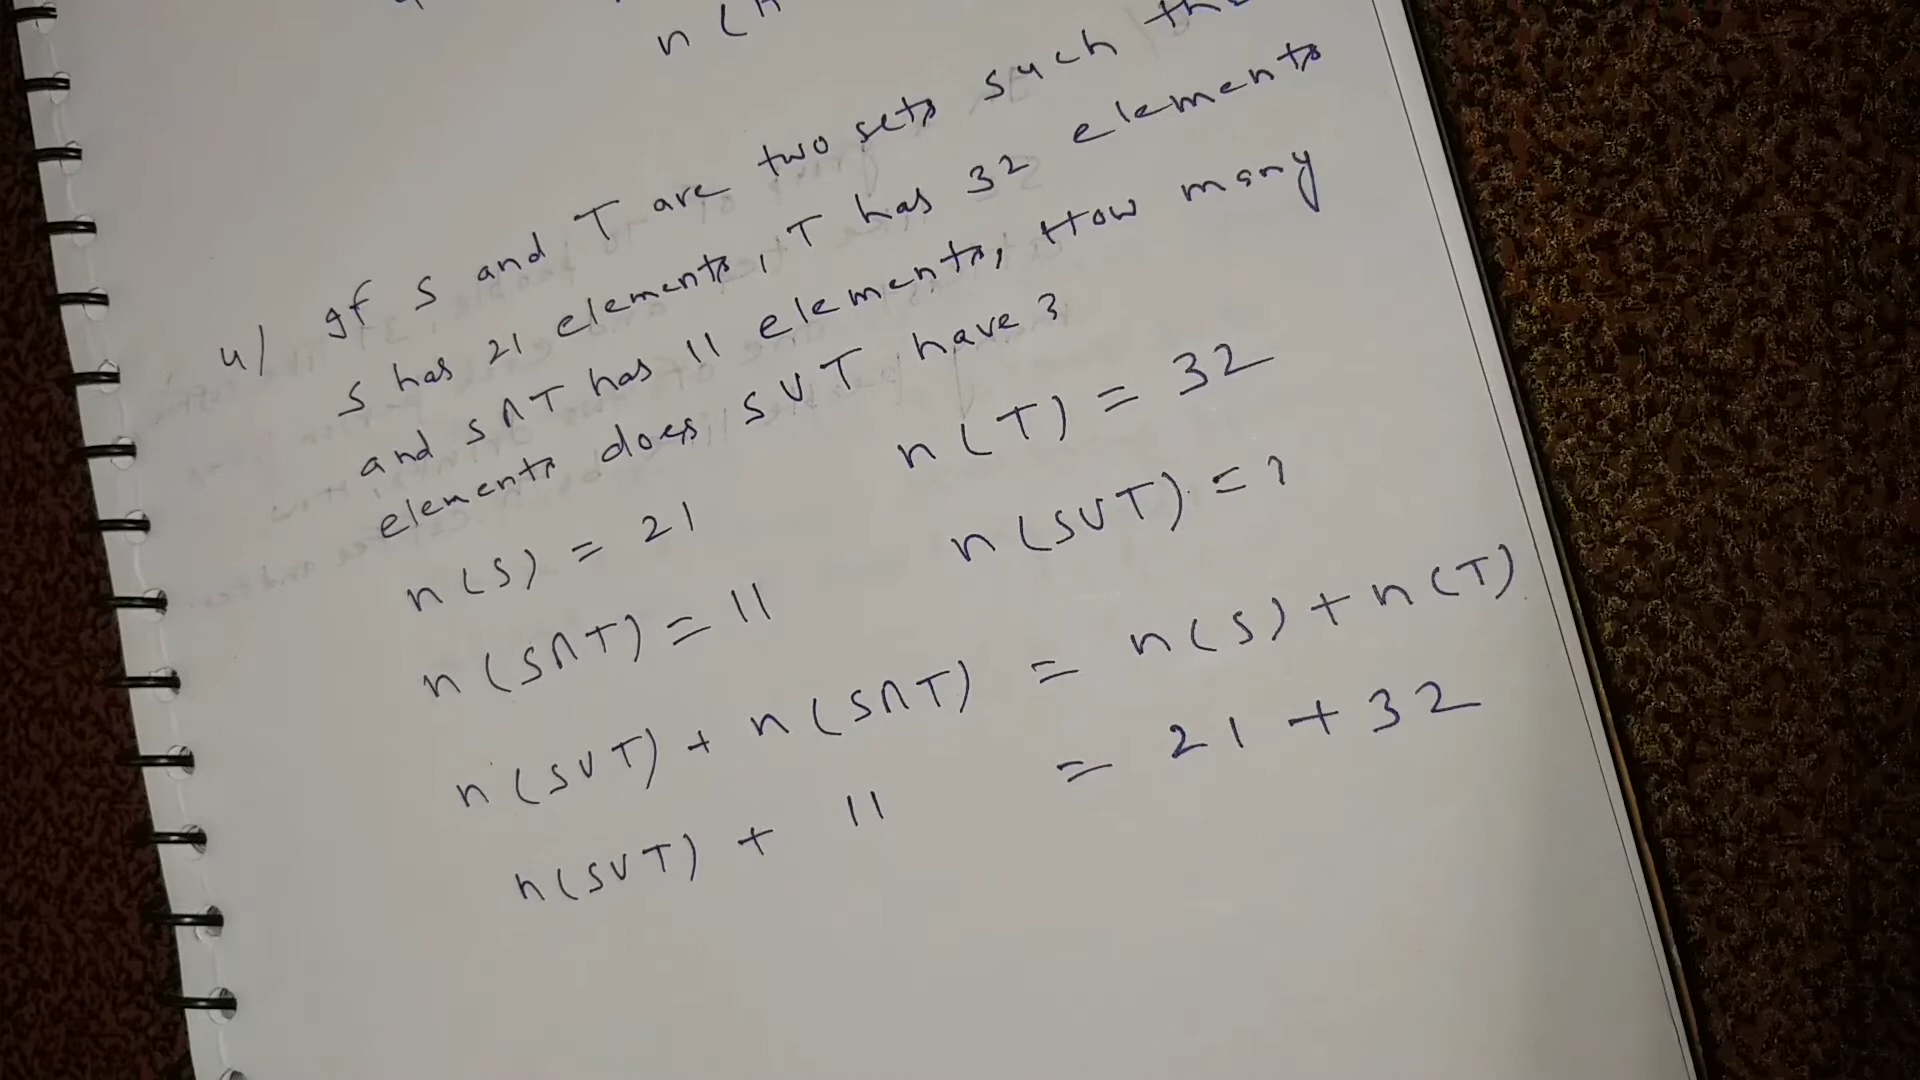 n(
4) If S and T are two sets such
S has 21 elements, T has 32 elements
and S∩T has 11 elements, How many
elements does S∪T have?
n(S) = 21 n(T) = 32
n(S∩T) = 11 n(S∪T) = ?
n(S∪T) + n(S∩T) = n(S) + n(T)
n(S∪T) + 11 = 21 + 32